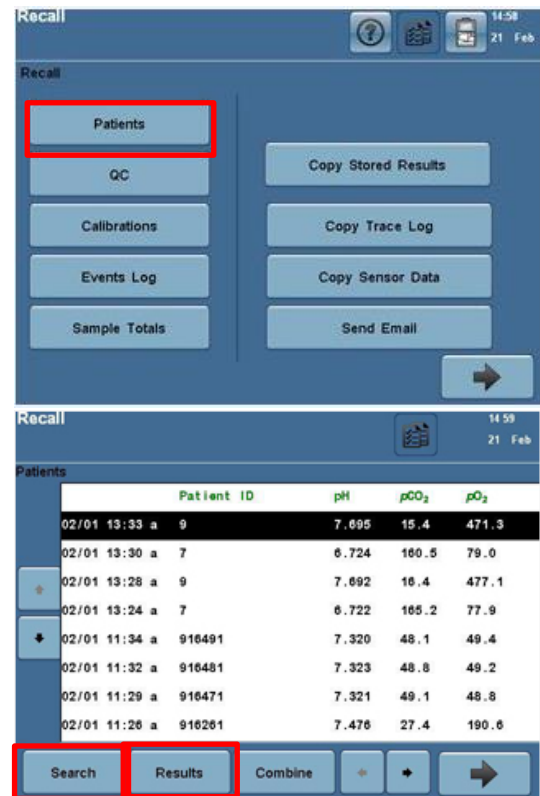 Recall
14:58
21 Feb
Recall
Patients
QC
Copy Stored Results
Calibrations
Copy Trace Log
Events Log
Copy Sensor Data
Sample Totals
Send Email
Recall
14 59
21 Feb
Patients
Patient ID pH pCO₂ pO₂
02/01 13:33 a 9 7.695 15.4 471.3
02/01 13:30 a 7 6.724 160.5 79.0
02/01 13:28 a 9 7.692 16.4 477.1
02/01 13:24 a 7 6.722 165.2 77.9
02/01 11:34 a 916491 7.320 48.1 49.4
02/01 11:32 a 916481 7.323 48.8 49.2
02/01 11:29 a 916471 7.321 49.1 48.8
02/01 11:26 a 916261 7.476 27.4 190.6
Search Results Combine